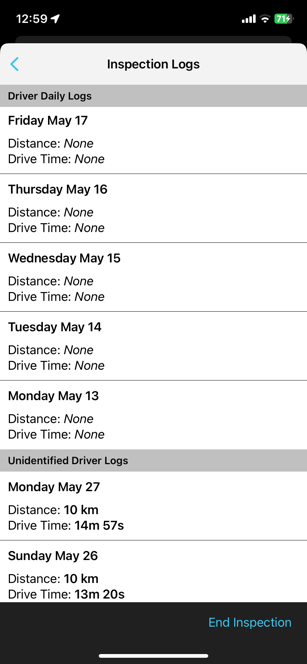 12:59
71
Inspection Logs
Driver Daily Logs
Friday May 17
Distance: None
Drive Time: None
Thursday May 16
Distance: None
Drive Time: None
Wednesday May 15
Distance: None
Drive Time: None
Tuesday May 14
Distance: None
Drive Time: None
Monday May 13
Distance: None
Drive Time: None
Unidentified Driver Logs
Monday May 27
Distance: 10 km
Drive Time: 14m 57s
Sunday May 26
Distance: 10 km
Drive Time: 13m 20s
End Inspection